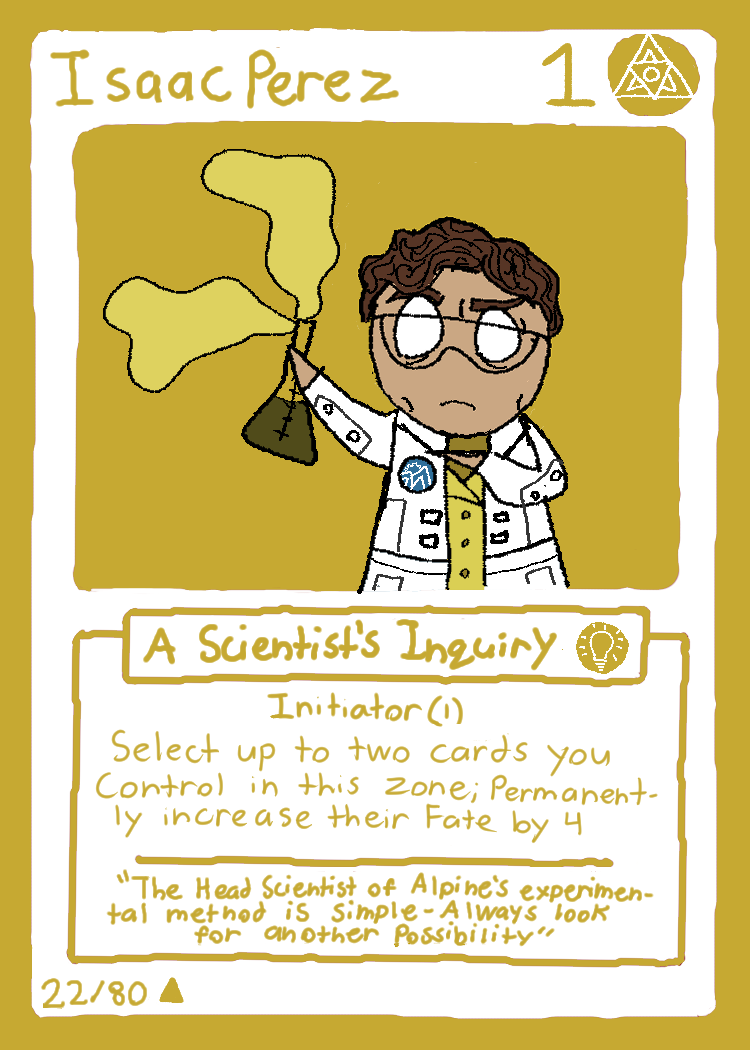 Isaac Perez 1
A Scientist's Inquiry
Initiator (1)
Select up to two cards you
Control in this zone; Permanent-
ly increase their Fate by 4
"The Head Scientist of Alpine's experimen-
tal method is simple - Always look
for another Possibility"
22/80